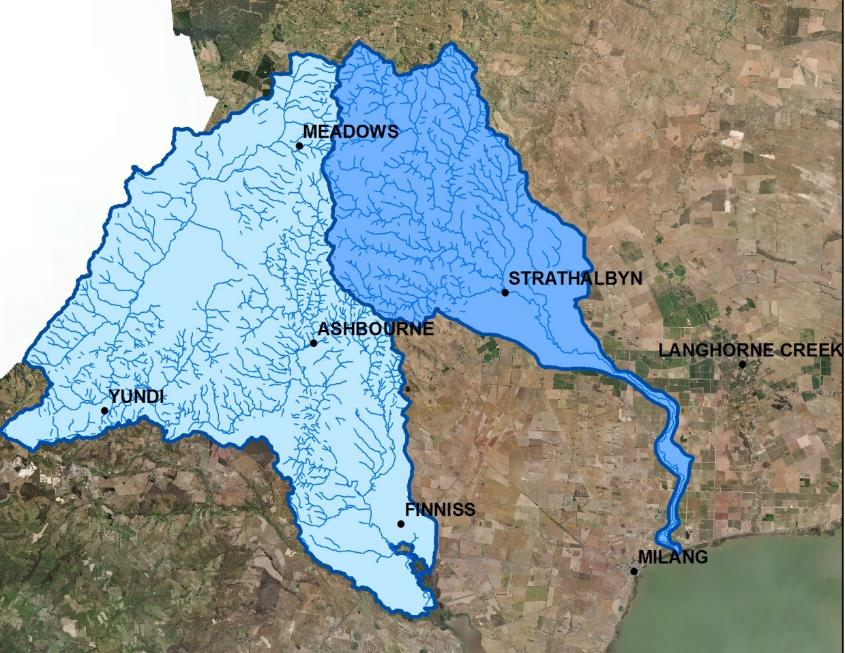 MEADOWS
STRATHALBYN
ASHBOURNE
LANGHORNE CREEK
YUNDI
FINNISS
MILANG